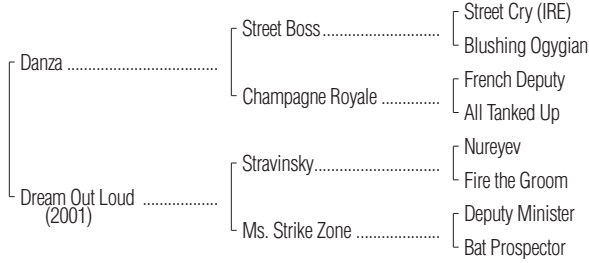 Street Cry (IRE)
Street Boss
Blushing Ogygian
Danza
French Deputy
Champagne Royale
All Tanked Up
Nureyev
Stravinsky
Fire the Groom
Dream Out Loud
(2001)
Deputy Minister
Ms. Strike Zone
Bat Prospector